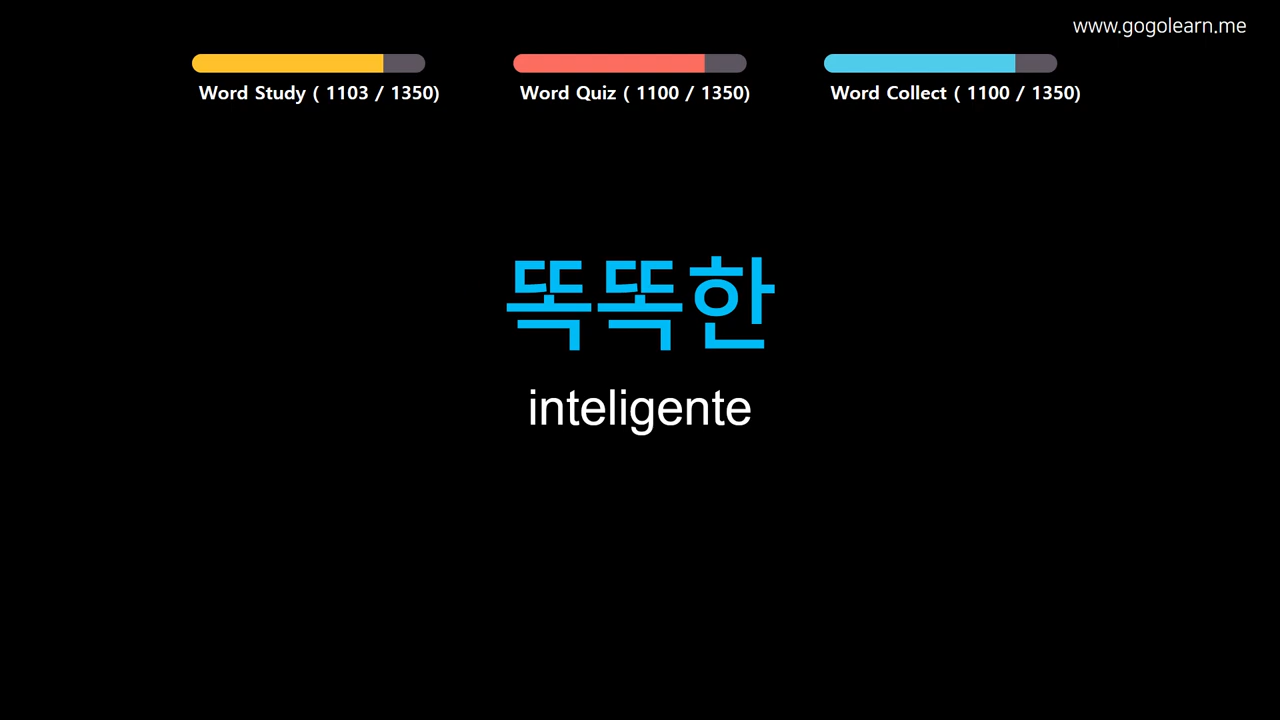 www.gogolearn.me
Word Study ( 1103 / 1350)
Word Quiz ( 1100 / 1350)
Word Collect ( 1100 / 1350)
똑똑한
inteligente